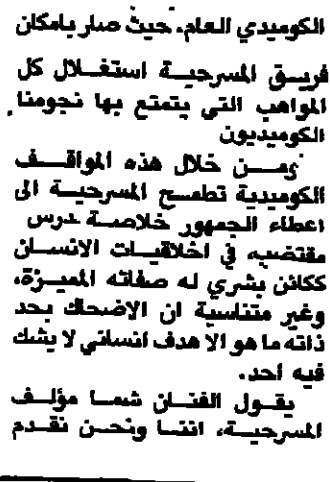 الكوميدي العام. حيث صار بامكان
فريق المسرحية استغلال كل
المواهب التي يتمتع بها نجومنا
الكوميديون
ومن خلال هذه المواقف
الكوميدية تطمح المسرحية الى
اعطاء الجمهور خلاصة درس
مقتضبه في اخلاقيات الانسان
ككائن بشري له صفاته المميزة،
وغير متناسية ان الاضحاك بحد
ذاته ما هو الا هدف انساني لا يشك
فيه أحد.
يقول الفنان شما مؤلف
المسرحية، اننا ونحن نقدم